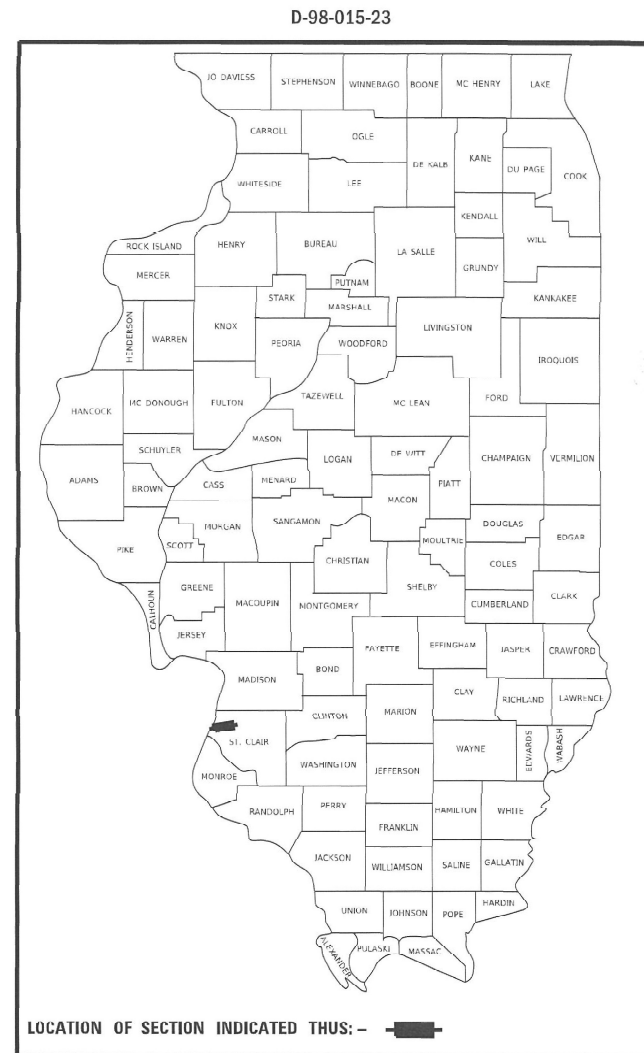 D-98-015-23
JO DAVIESS STEPHENSON WINNEBAGO BOONE MC HENRY LAKE
CARROLL OGLE
DE KALB KANE DU PAGE COOK
WHITESIDE LEE
KENDALL
ROCK ISLAND HENRY BUREAU LA SALLE WILL
MERCER PUTNAM GRUNDY
STARK MARSHALL KANKAKEE
HENDERSON WARREN KNOX PEORIA WOODFORD LIVINGSTON
IROQUOIS
HANCOCK MC DONOUGH FULTON TAZEWELL MC LEAN FORD
MASON
SCHUYLER LOGAN DE WITT CHAMPAIGN VERMILION
ADAMS BROWN CASS MENARD PIATT
MACON
MORGAN SANGAMON DOUGLAS
PIKE SCOTT MOULTRIE EDGAR
CHRISTIAN COLES
GREENE SHELBY
CALHOUN MACOUPIN MONTGOMERY CUMBERLAND CLARK
JERSEY
FAYETTE EFFINGHAM JASPER CRAWFORD
MADISON BOND
CLAY RICHLAND LAWRENCE
CLINTON MARION
ST. CLAIR WAYNE EDWARDS WABASH
MONROE WASHINGTON JEFFERSON
RANDOLPH PERRY HAMILTON WHITE
FRANKLIN
JACKSON WILLIAMSON SALINE GALLATIN
UNION JOHNSON POPE HARDIN
ALEXANDER PULASKI MASSAC
LOCATION OF SECTION INDICATED THUS: –